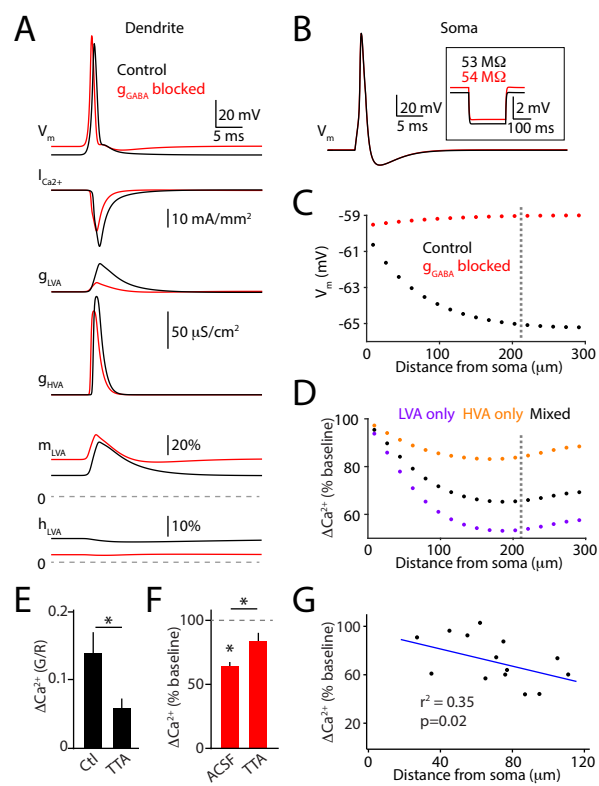 A
Dendrite
Control
gGABA blocked
20 mV
5 ms
Vm
ICa2+
10 mA/mm²
gLVA
50 µS/cm²
gHVA
mLVA
20%
0
hLVA
10%
0
B
Soma
53 MΩ
54 MΩ
20 mV
5 ms
2 mV
100 ms
Vm
C
-59
-61
-63
-65
Vm (mV)
Control
gGABA blocked
0 100 200 300
Distance from soma (µm)
D
LVA only HVA only Mixed
100
80
60
ΔCa²⁺ (% baseline)
0 100 200 300
Distance from soma (µm)
E
0.2
0.1
0
ΔCa²⁺ (G/R)
*
Ctl TTA
F
100
50
0
ΔCa²⁺ (% baseline)
*
*
ACSF TTA
G
100
60
20
ΔCa²⁺ (% baseline)
r² = 0.35
p=0.02
0 40 80 120
Distance from soma (µm)